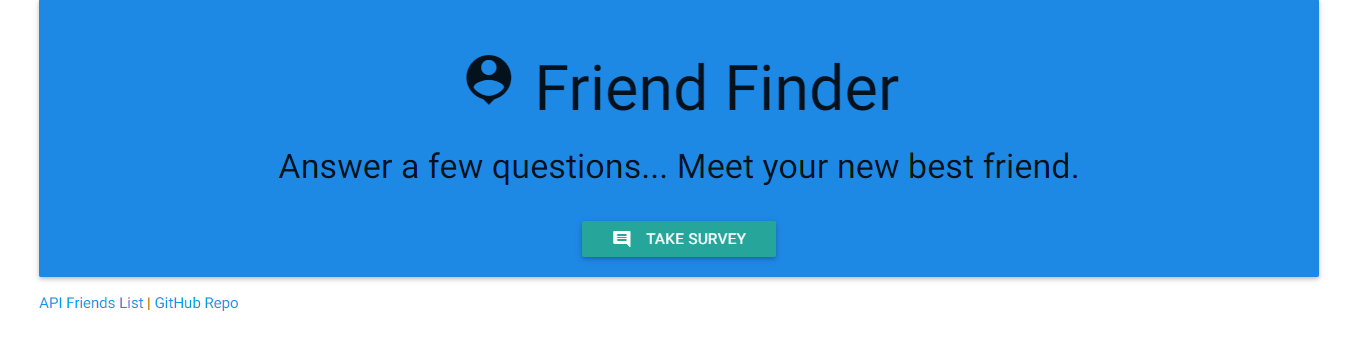 Friend Finder
Answer a few questions... Meet your new best friend.
TAKE SURVEY
API Friends List | GitHub Repo